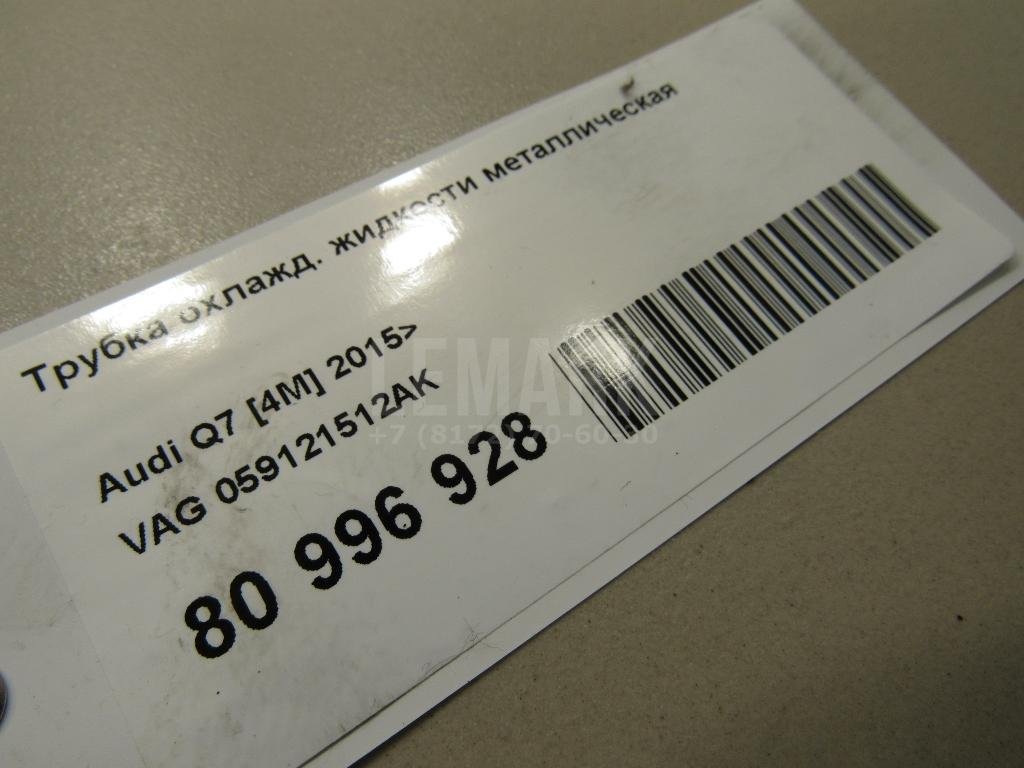 Трубка охлажд. жидкости металлическая
Audi Q7 [4M] 2015>
VAG 059121512AK
80 996 928